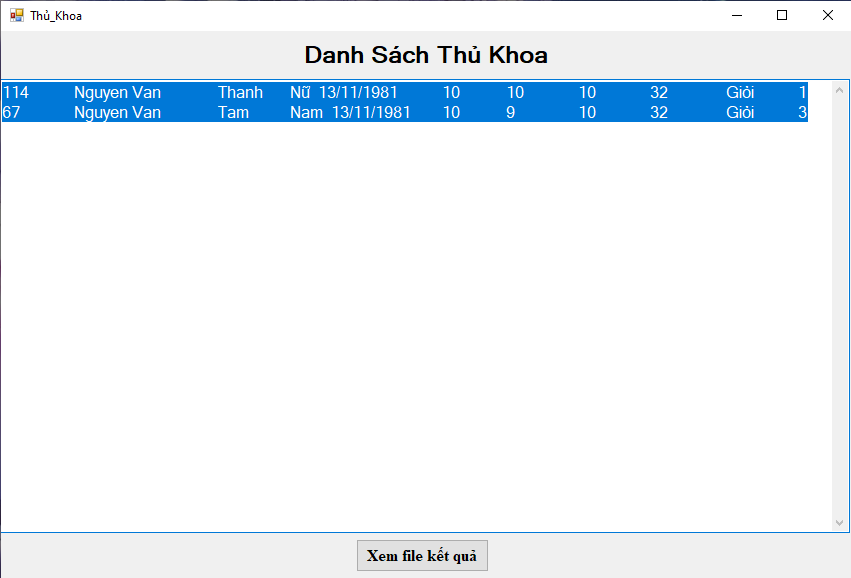 Thủ_Khoa
Danh Sách Thủ Khoa
114 Nguyen Van Thanh Nữ 13/11/1981 10 10 10 32 Giỏi 1
67 Nguyen Van Tam Nam 13/11/1981 10 9 10 32 Giỏi 3
Xem file kết quả